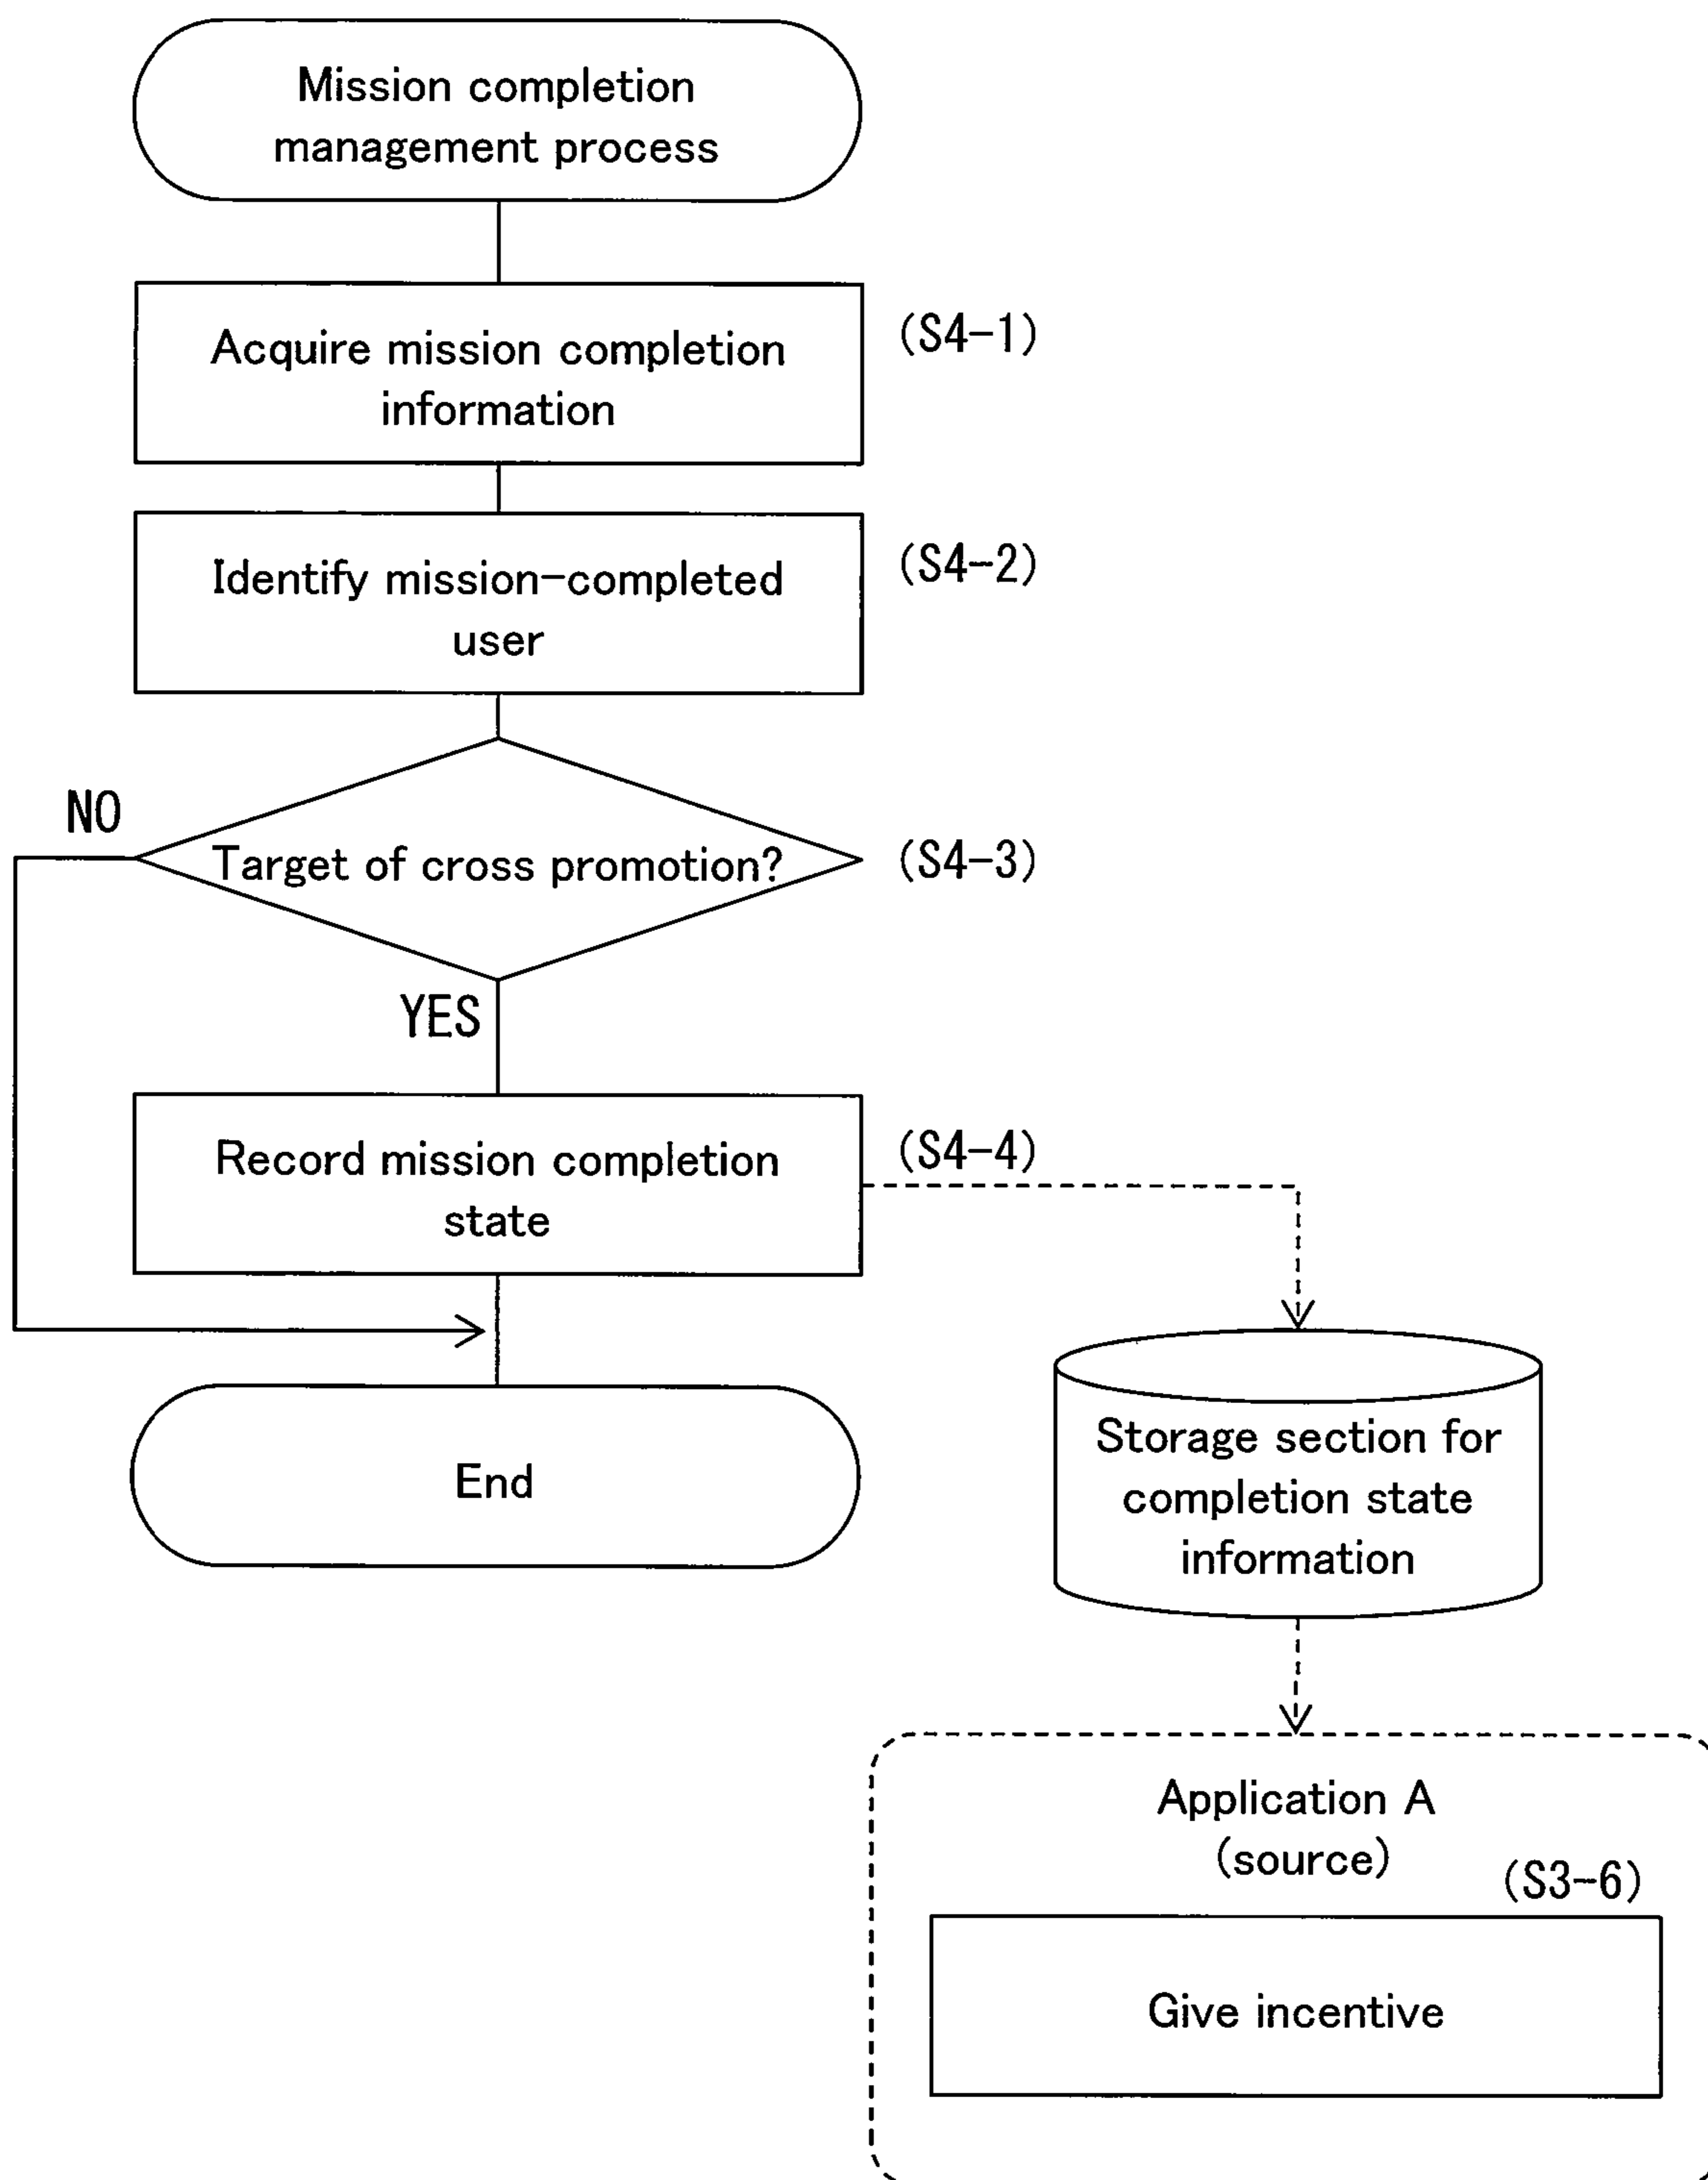 Mission completion
management process
Acquire mission completion
information
(S4-1)
Identify mission-completed
user
(S4-2)
NO
Target of cross promotion?
(S4-3)
YES
Record mission completion
state
(S4-4)
End
Storage section for
completion state
information
Application A
(source)
(S3-6)
Give incentive